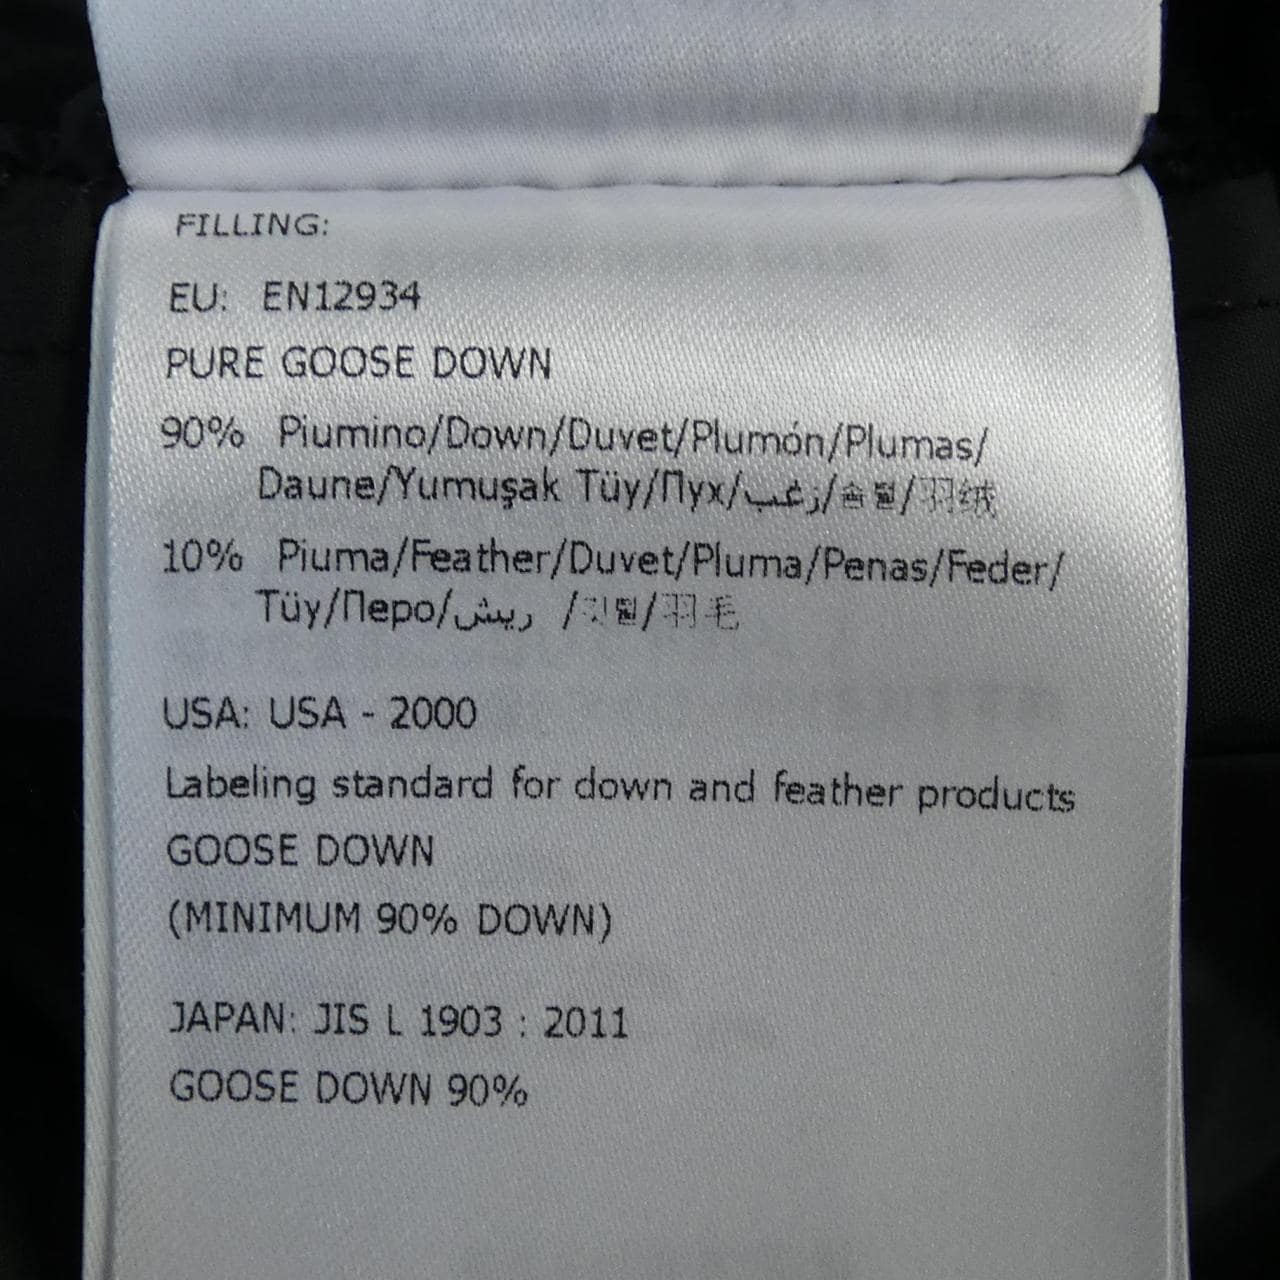 FILLING:
EU: EN12934
PURE GOOSE DOWN
90% Piumino/Down/Duvet/Plumón/Plumas/
Daune/Yumuşak Tüy/Пух/زغب/솜털/羽绒
10% Piuma/Feather/Duvet/Pluma/Penas/Feder/
Tüy/Перо/ريش /깃털/羽毛
USA: USA - 2000
Labeling standard for down and feather products
GOOSE DOWN
(MINIMUM 90% DOWN)
JAPAN: JIS L 1903 : 2011
GOOSE DOWN 90%